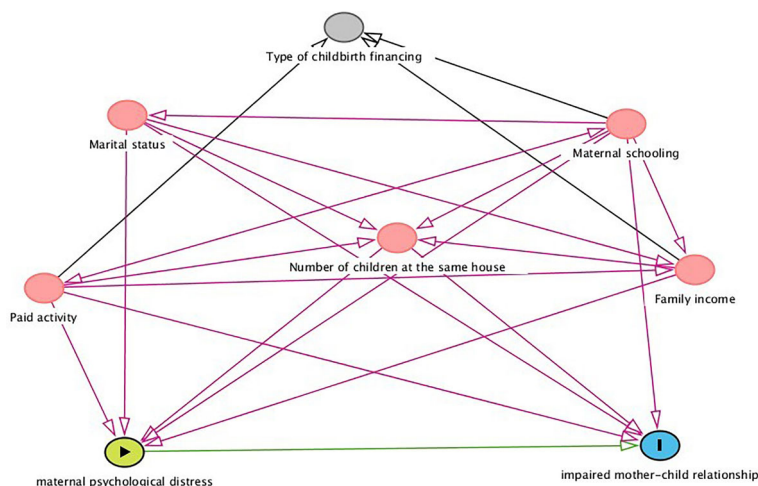 Type of childbirth financing
Marital status
Maternal schooling
Number of children at the same house
Family income
Paid activity
maternal psychological distress
impaired mother-child relationship